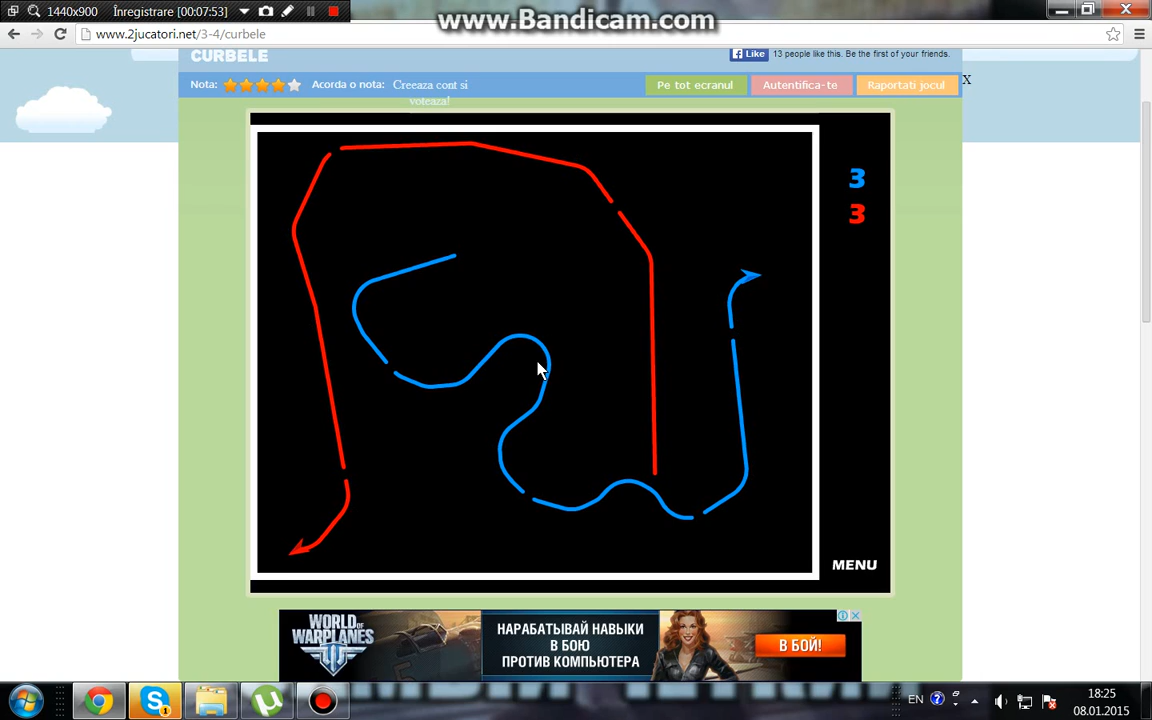 1440x900 Înregistrare [00:07:53]
www.Bandicam.com
www.2jucatori.net/3-4/curbele
CURBELE
Like 13 people like this. Be the first of your friends.
Nota: Acorda o nota: Creeaza cont si voteaza!
Pe tot ecranul Autentifica-te Raportati jocul X
3
3
MENU
WORLD OF WARPLANES
НАРАБАТЫВАЙ НАВЫКИ
В БОЮ
ПРОТИВ КОМПЬЮТЕРА
В БОЙ!
EN 18:25
08.01.2015